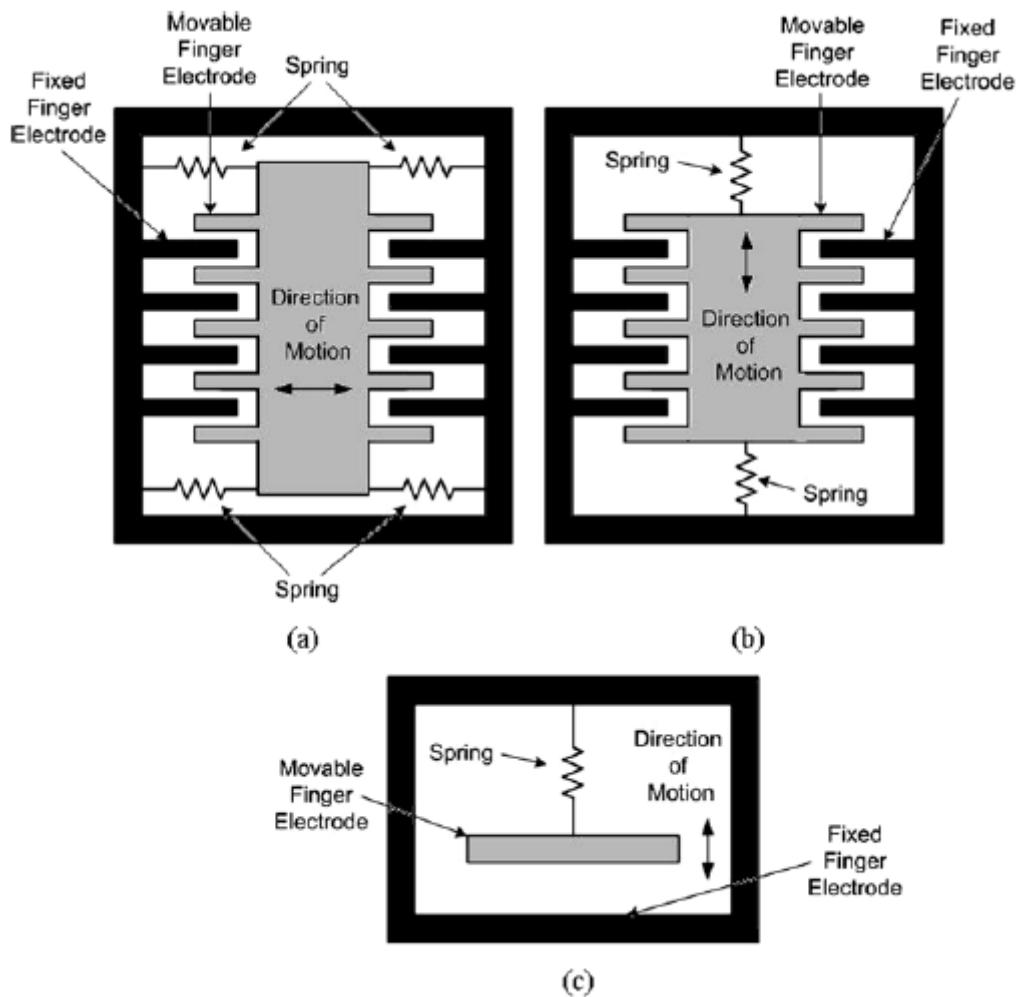 Movable
Finger
Electrode
Spring
Fixed
Finger
Electrode
Direction
of
Motion
Spring
(a)
Movable
Finger
Electrode
Fixed
Finger
Electrode
Spring
Direction
of
Motion
Spring
(b)
Spring
Direction
of
Motion
Movable
Finger
Electrode
Fixed
Finger
Electrode
(c)